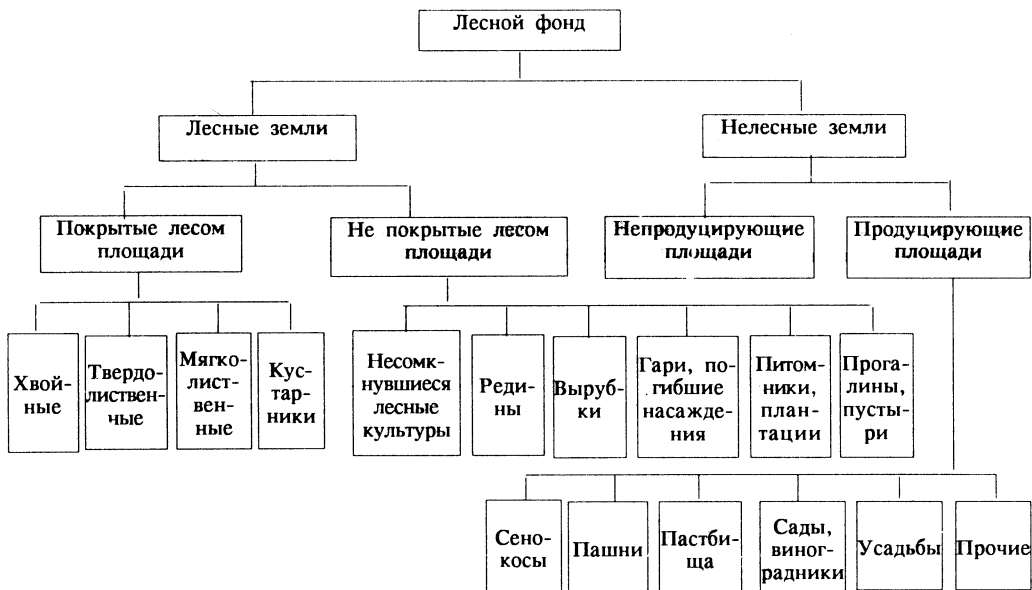 Лесной фонд
Лесные земли
Нелесные земли
Покрытые лесом
площади
Не покрытые лесом
площади
Непродуцирующие
площади
Продуцирующие
площади
Хвой-
ные
Твердо-
лиственные
Мягко-
лист-
вен-
ные
Кус-
тар-
ники
Несомк-
нувшиеся
лесные
культуры
Реди-
ны
Выруб-
ки
Гари, по-
гибшие
насажде-
ния
Питом-
ники,
план-
тации
Прога-
лины,
пусты-
ри
Сено-
косы
Пашни
Пастби-
ща
Сады,
виног-
радники
Усадьбы
Прочие